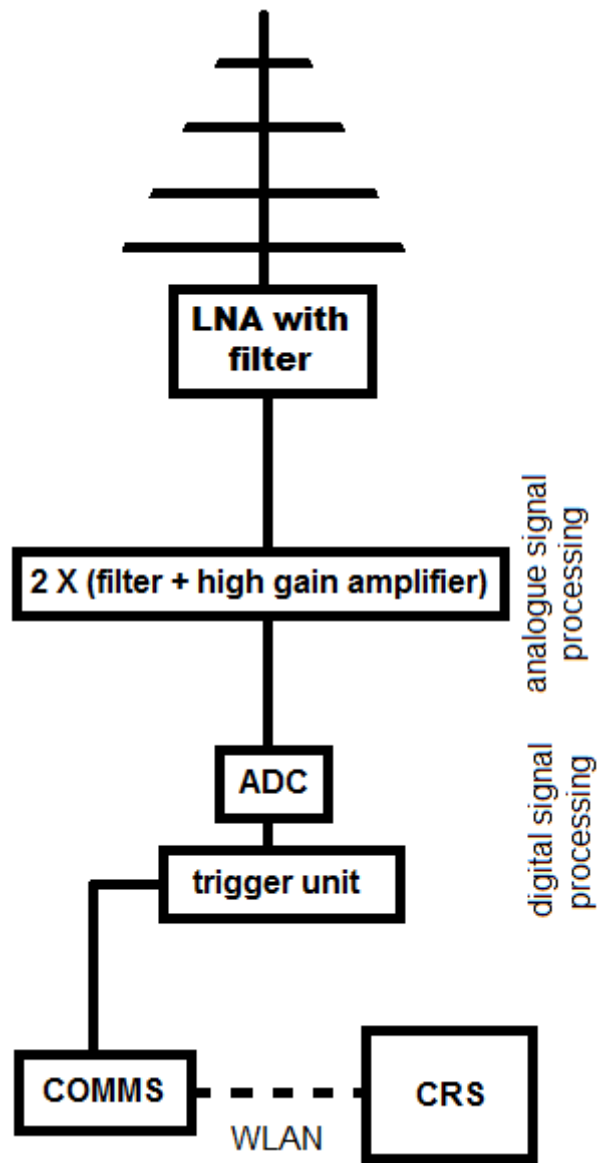 LNA with
filter
2 X (filter + high gain amplifier)
analogue signal
processing
ADC
trigger unit
digital signal
processing
COMMS
WLAN
CRS